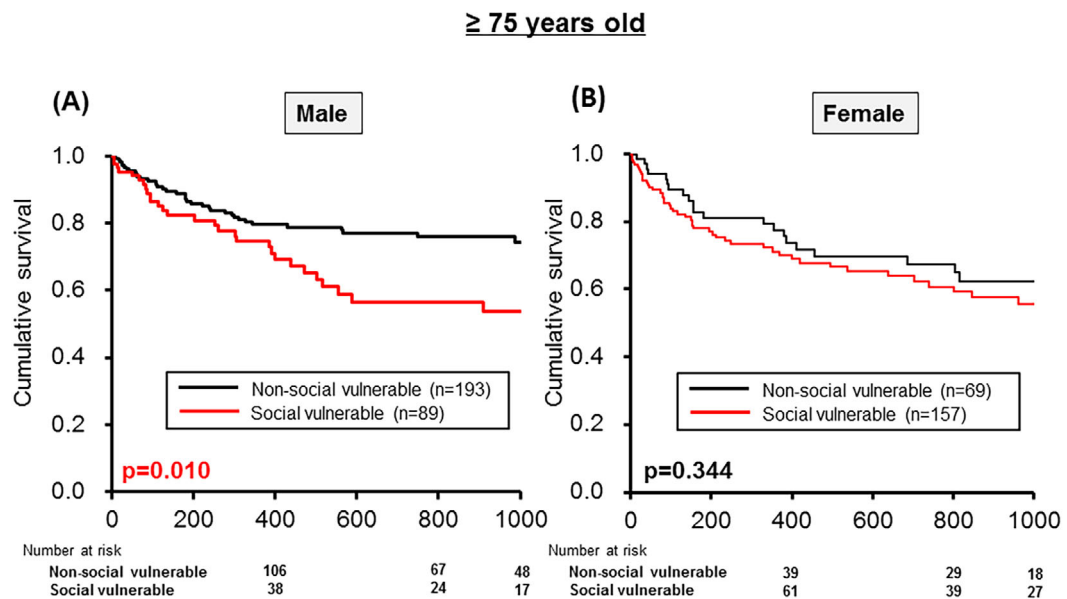 ≥ 75 years old
(A)
Male
Cumulative survival
1.0
0.8
0.6
0.4
0.2
0.0
Non-social vulnerable (n=193)
Social vulnerable (n=89)
p=0.010
0 200 400 600 800 1000
Number at risk
Non-social vulnerable 106 67 48
Social vulnerable 38 24 17
(B)
Female
Cumulative survival
1.0
0.8
0.6
0.4
0.2
0.0
Non-social vulnerable (n=69)
Social vulnerable (n=157)
p=0.344
0 200 400 600 800 1000
Number at risk
Non-social vulnerable 39 29 18
Social vulnerable 61 39 27